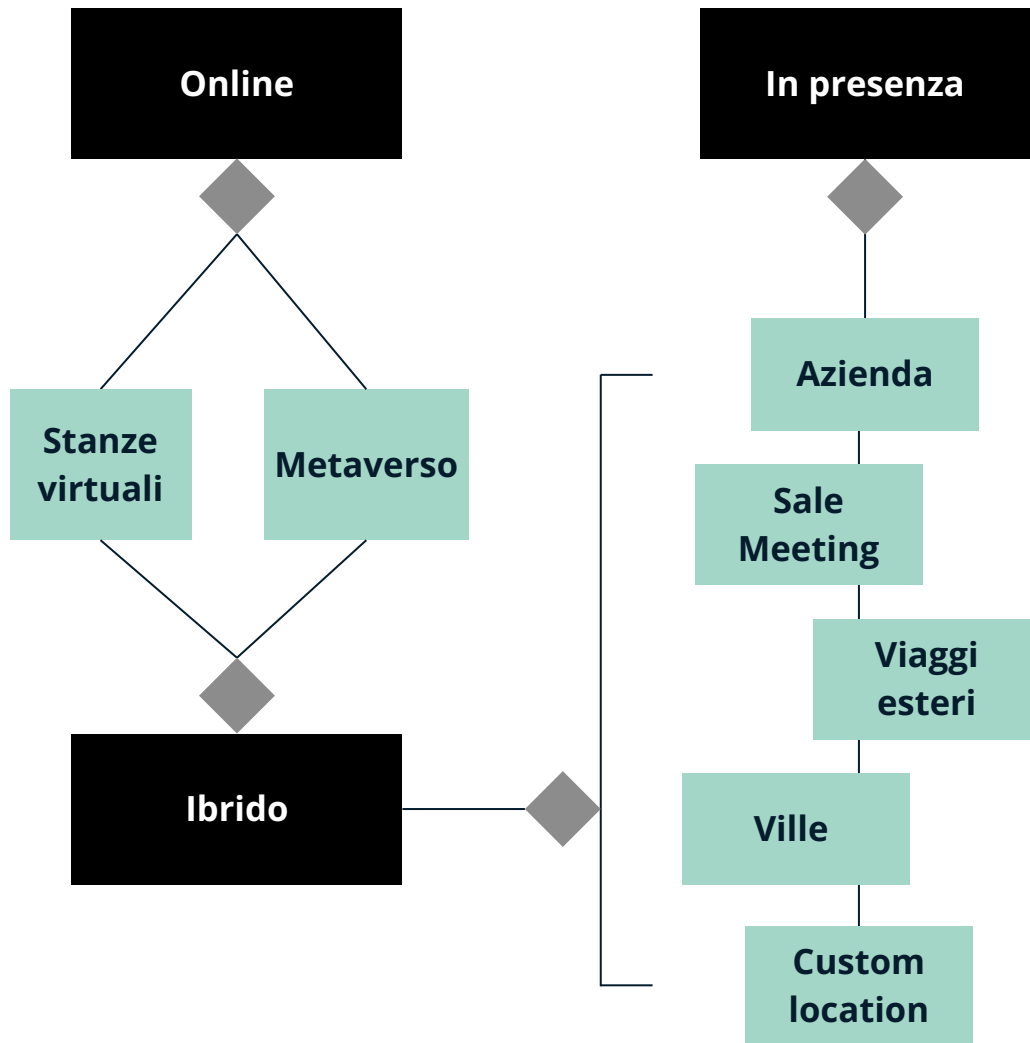 Online
In presenza
Azienda
Stanze
virtuali
Metaverso
Sale
Meeting
Viaggi
esteri
Ibrido
Ville
Custom
location